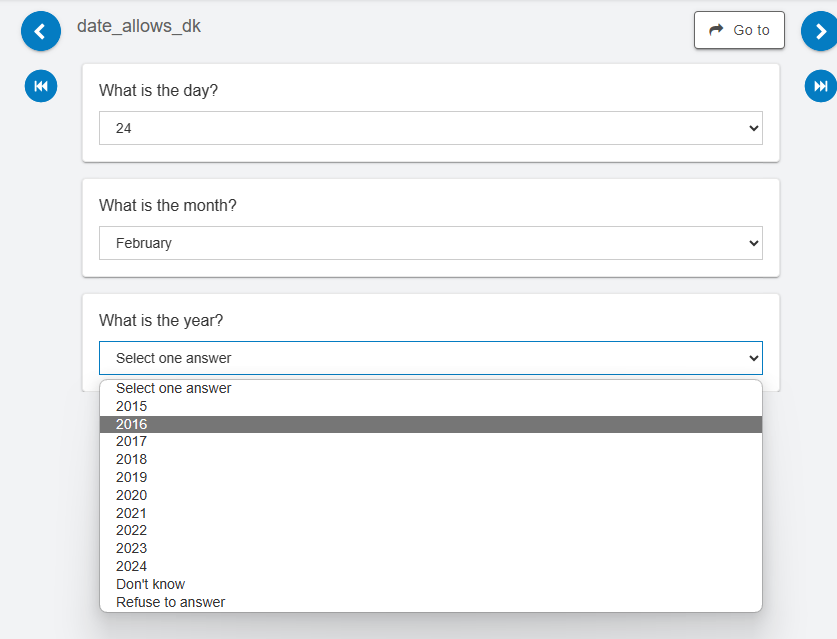 date_allows_dk
Go to
What is the day?
24
What is the month?
February
What is the year?
Select one answer
Select one answer
2015
2016
2017
2018
2019
2020
2021
2022
2023
2024
Don't know
Refuse to answer